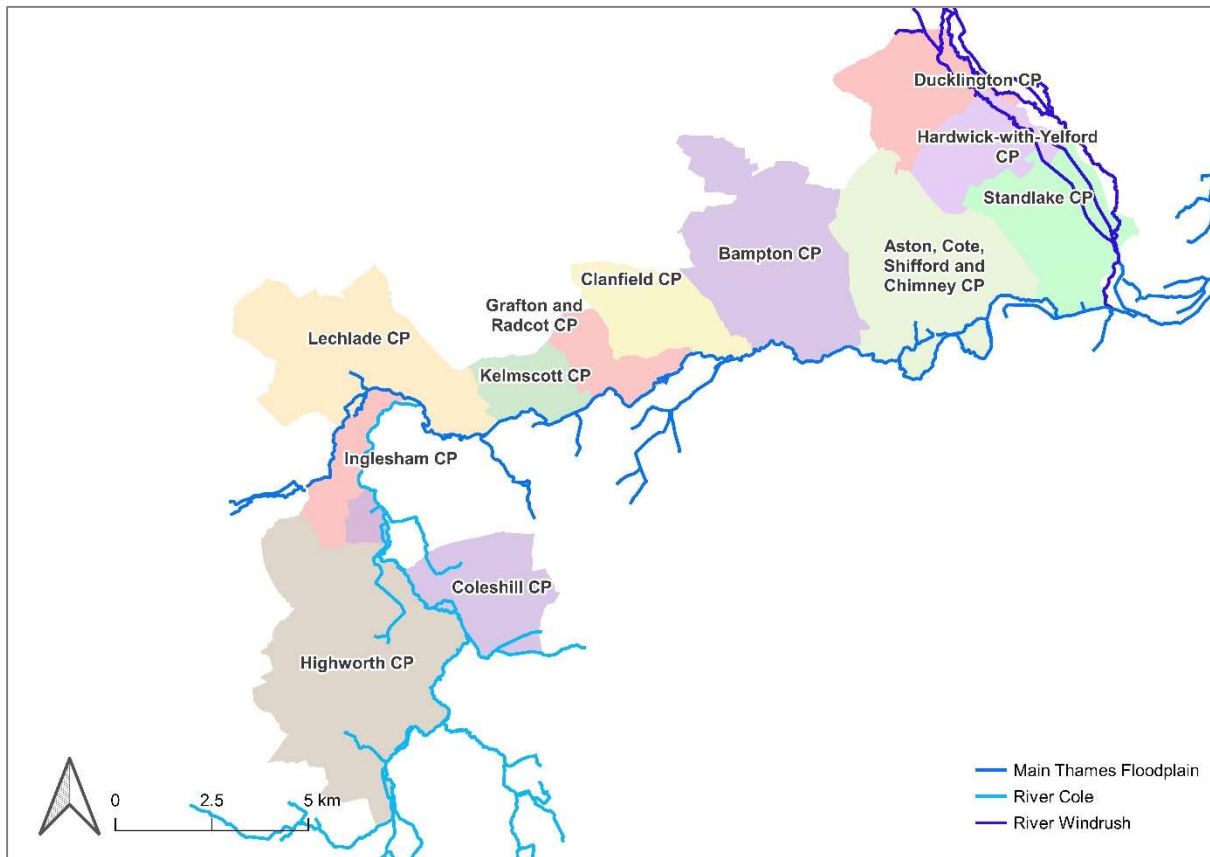 Ducklington CP
Hardwick-with-Yelford
CP
Standlake CP
Bampton CP
Aston, Cote,
Shifford and
Chimney CP
Clanfield CP
Grafton and
Radcot CP
Lechlade CP
Kelmscott CP
Inglesham CP
Coleshill CP
Highworth CP
0 2.5 5 km
Main Thames Floodplain
River Cole
River Windrush